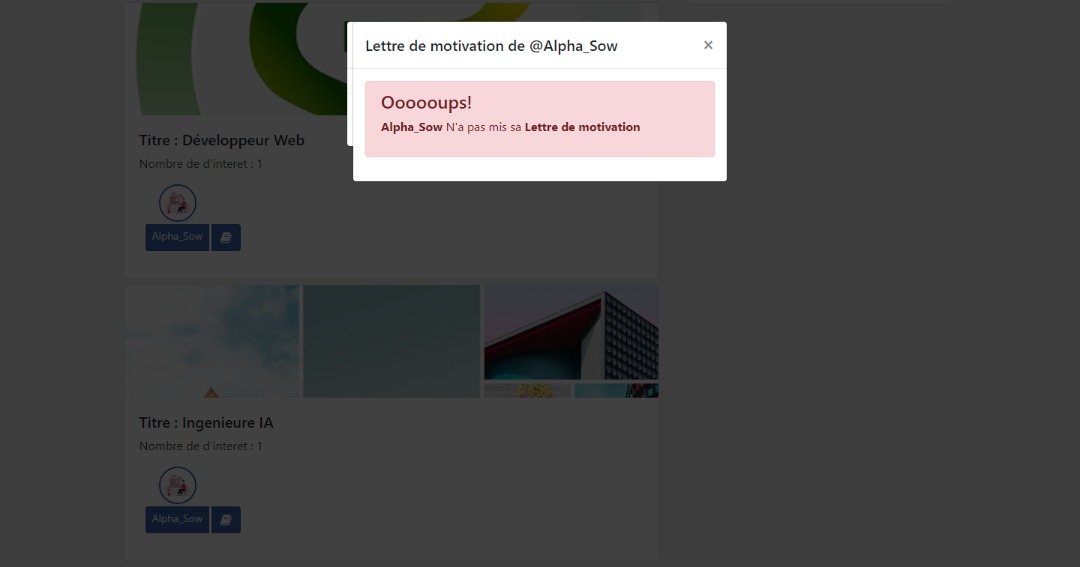 Lettre de motivation de @Alpha_Sow ×
Oooooups!
Alpha_Sow N'a pas mis sa Lettre de motivation
Titre : Développeur Web
Nombre de d'interet : 1
Alpha_Sow
Titre : Ingenieure IA
Nombre de d'interet : 1
Alpha_Sow